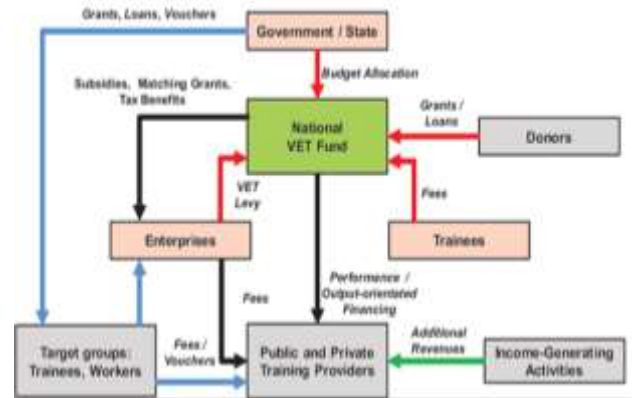 Grants, Loans, Vouchers
Government / State
Budget Allocation
Subsidies, Matching Grants,
Tax Benefits
National
VET Fund
Grants /
Loans
Donors
VET
Levy
Fees
Enterprises
Trainees
Fees
Performance /
Output-orientated
Financing
Target groups:
Trainees, Workers
Fees /
Vouchers
Public and Private
Training Providers
Additional
Revenues
Income-Generating
Activities